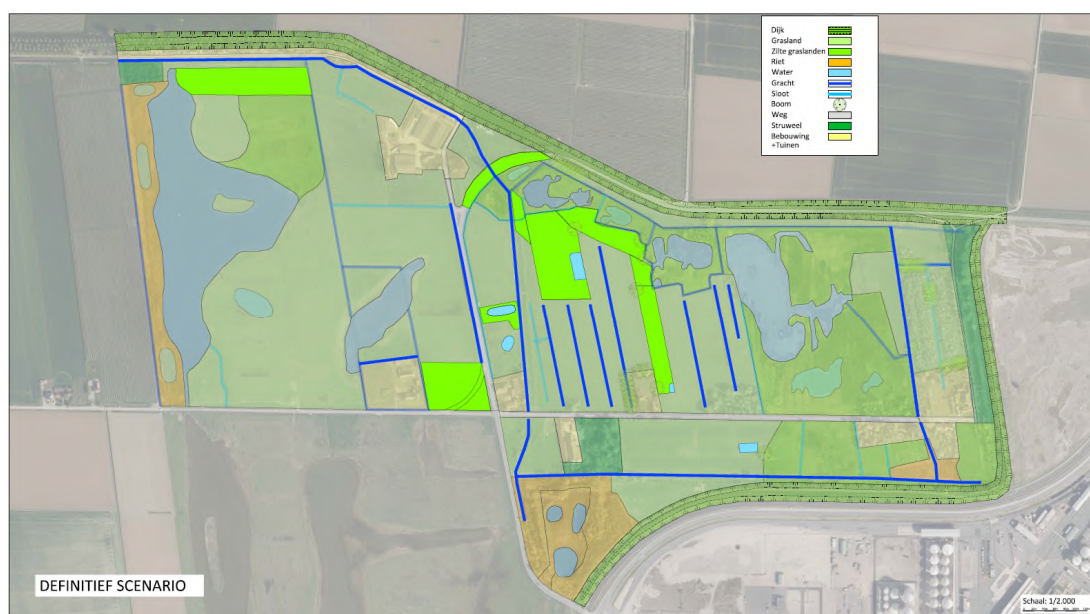 Dijk
Grasland
Zilte graslanden
Riet
Water
Gracht
Sloot
Boom
Weg
Struweel
Bebouwing
+Tuinen
DEFINITIEF SCENARIO
Schaal: 1/2.000